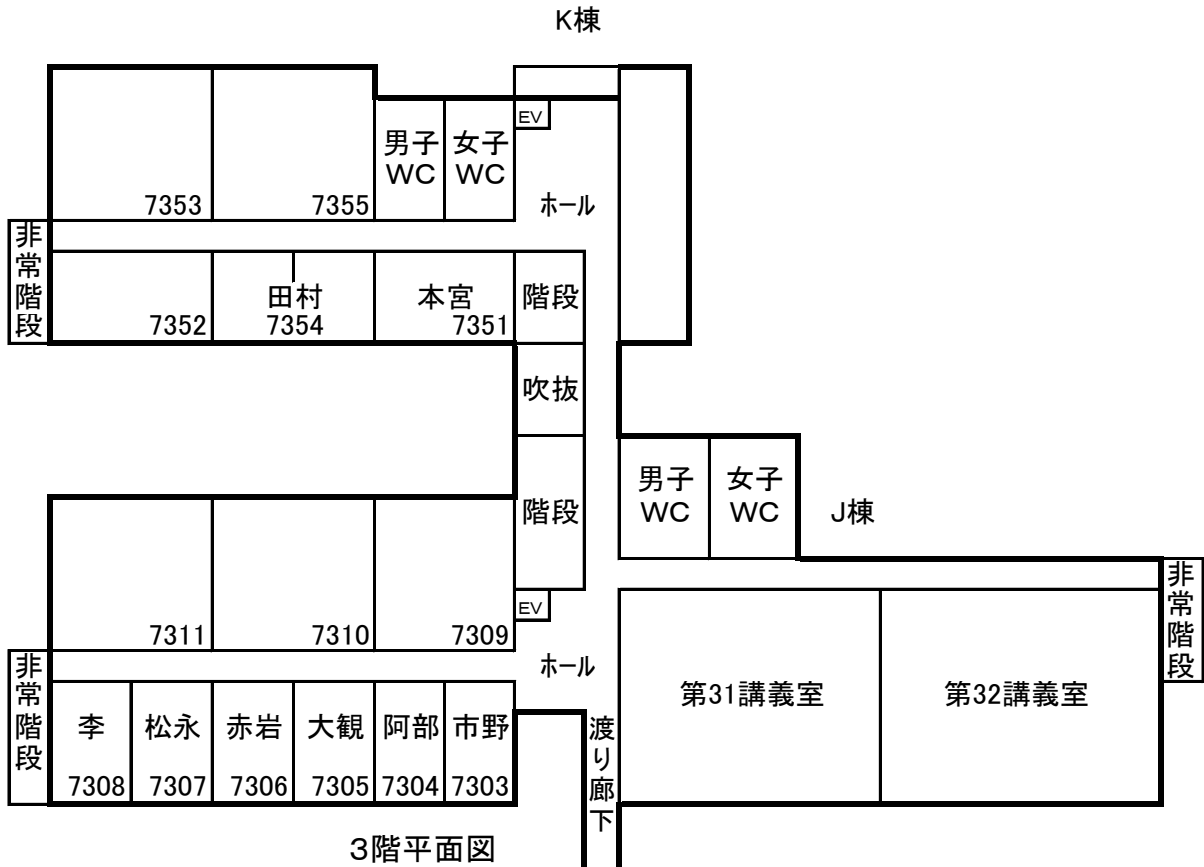 K棟
EV
男子
WC
女子
WC
ホール
7353
7355
非常階段
7352
田村
7354
本宮
7351
階段
吹抜
階段
男子
WC
女子
WC
J棟
非常階段
EV
7311
7310
7309
ホール
非常階段
李
7308
松永
7307
赤岩
7306
大観
7305
阿部
7304
市野
7303
渡り廊下
第31講義室
第32講義室
3階平面図